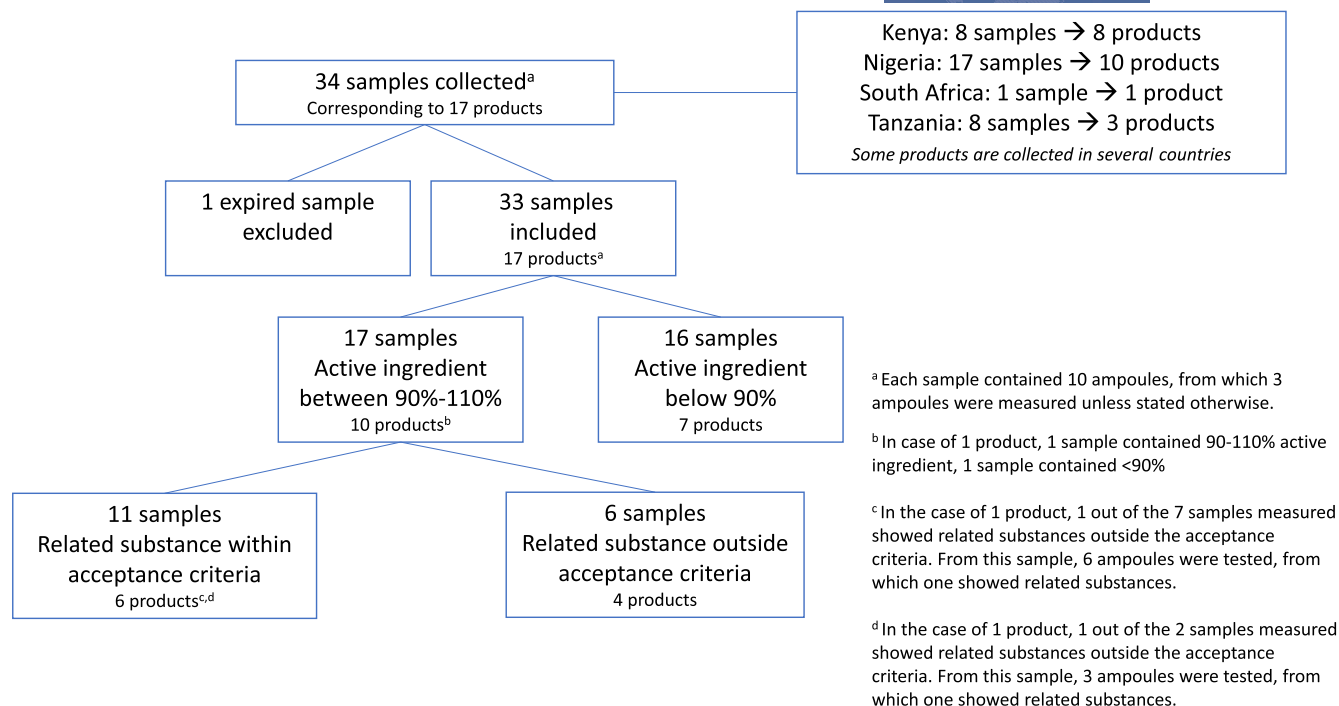 34 samples collectedᵃ
Corresponding to 17 products
Kenya: 8 samples → 8 products
Nigeria: 17 samples → 10 products
South Africa: 1 sample → 1 product
Tanzania: 8 samples → 3 products
Some products are collected in several countries
1 expired sample
excluded
33 samples
included
17 productsᵃ
17 samples
Active ingredient
between 90%-110%
10 productsᵇ
16 samples
Active ingredient
below 90%
7 products
11 samples
Related substance within
acceptance criteria
6 productsᶜ,ᵈ
6 samples
Related substance outside
acceptance criteria
4 products
ᵃ Each sample contained 10 ampoules, from which 3
ampoules were measured unless stated otherwise.
ᵇ In case of 1 product, 1 sample contained 90-110% active
ingredient, 1 sample contained <90%
ᶜ In the case of 1 product, 1 out of the 7 samples measured
showed related substances outside the acceptance
criteria. From this sample, 6 ampoules were tested, from
which one showed related substances.
ᵈ In the case of 1 product, 1 out of the 2 samples measured
showed related substances outside the acceptance
criteria. From this sample, 3 ampoules were tested, from
which one showed related substances.